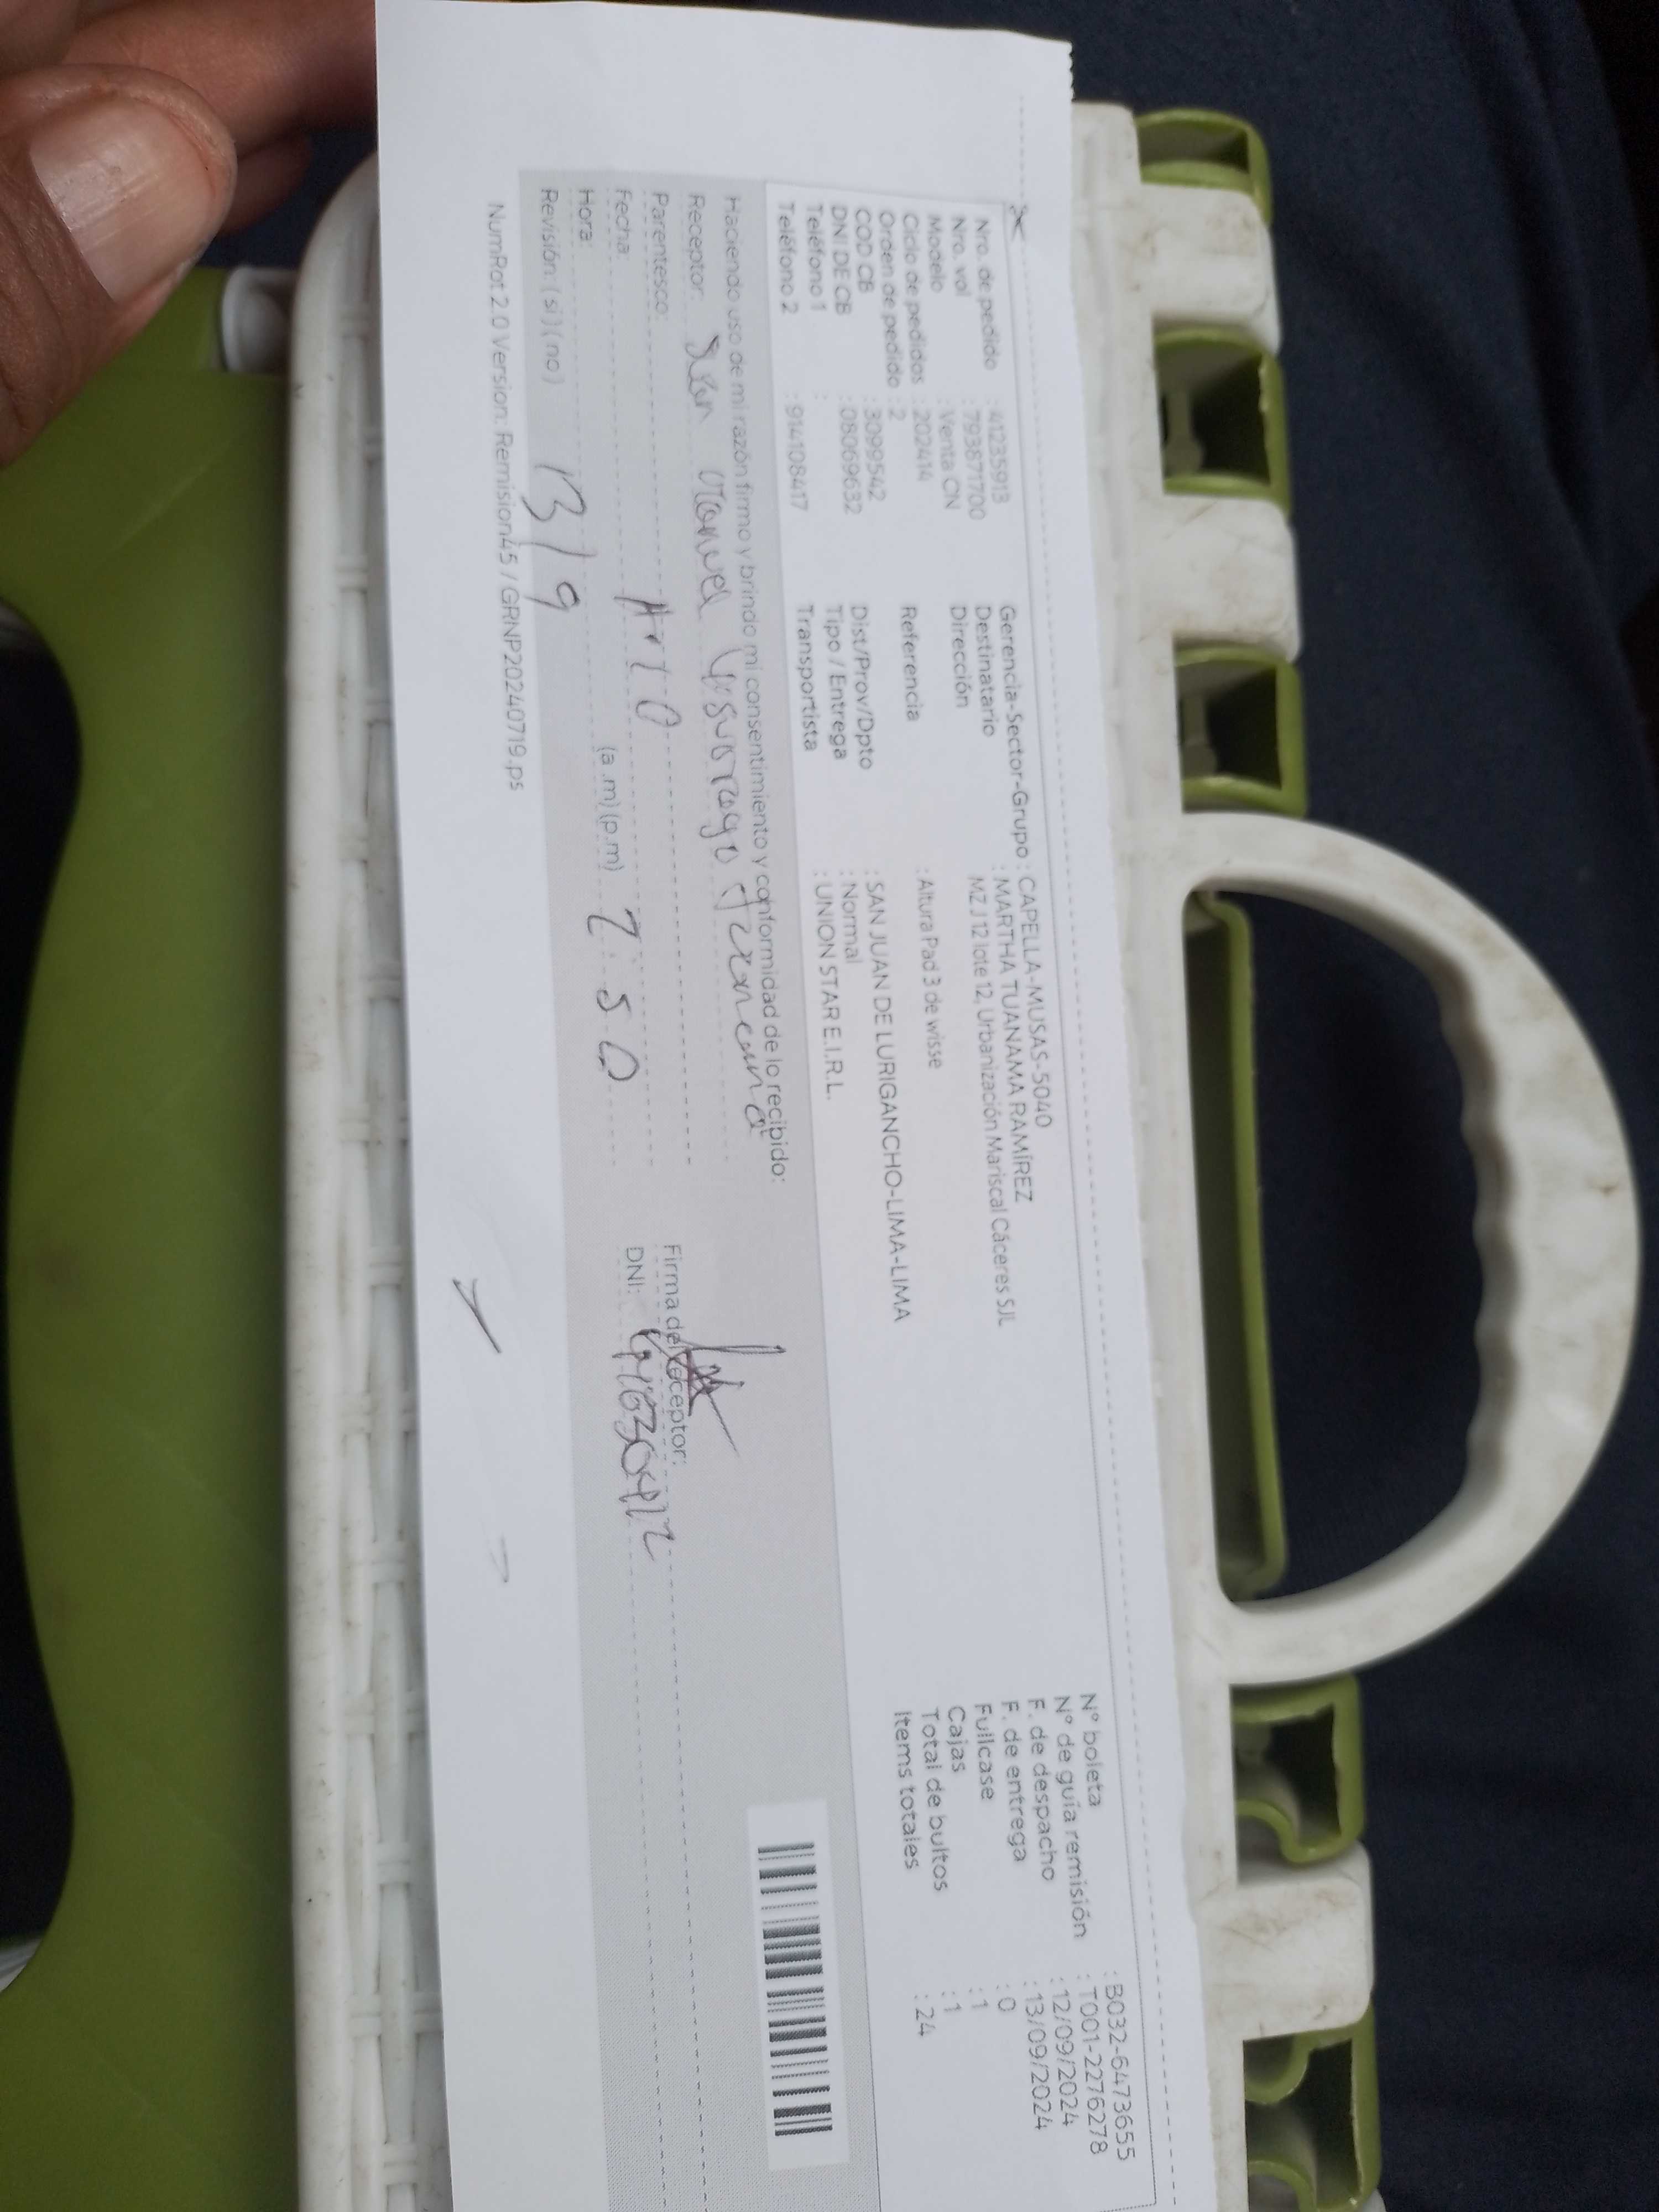 Nro. de pedido : 41235913
Nro. vol : 793871700
Modelo : Venta CN
Ciclo de pedidos : 202414
Orden de pedido : 2
COD CB : 3099542
DNI DE CB : 08069632
Teléfono 1 :
Teléfono 2 : 914108417
Gerencia-Sector-Grupo : CAPELLA-MUSAS-5040
Destinatario : MARTHA TUANAMA RAMÍREZ
Dirección MZ J 12 lote 12, Urbanización Mariscal Cáceres SJL
Referencia : Altura Pad 3 de wisse
Dist/Prov/Dpto : SAN JUAN DE LURIGANCHO-LIMA-LIMA
Tipo / Entrega : Normal
Transportista : UNION STAR E.I.R.L.
N° boleta : B032-6473655
N° de guía remisión : T001-2276278
F. de despacho : 12/09/2024
F. de entrega : 13/09/2024
Fullcase : 0
Cajas : 1
Total de bultos : 1
Items totales : 24
Haciendo uso de mi razón firmo y brindo mi consentimiento y conformidad de lo recibido:
Receptor:
Parentesco:
Fecha:
Hora: (a.m)(p.m) 2:50
Revisión: (si)(no) 13/9
Firma del receptor:
DNI:
NumRot 2.0 Version: Remision45 / GRNP20240719.ps